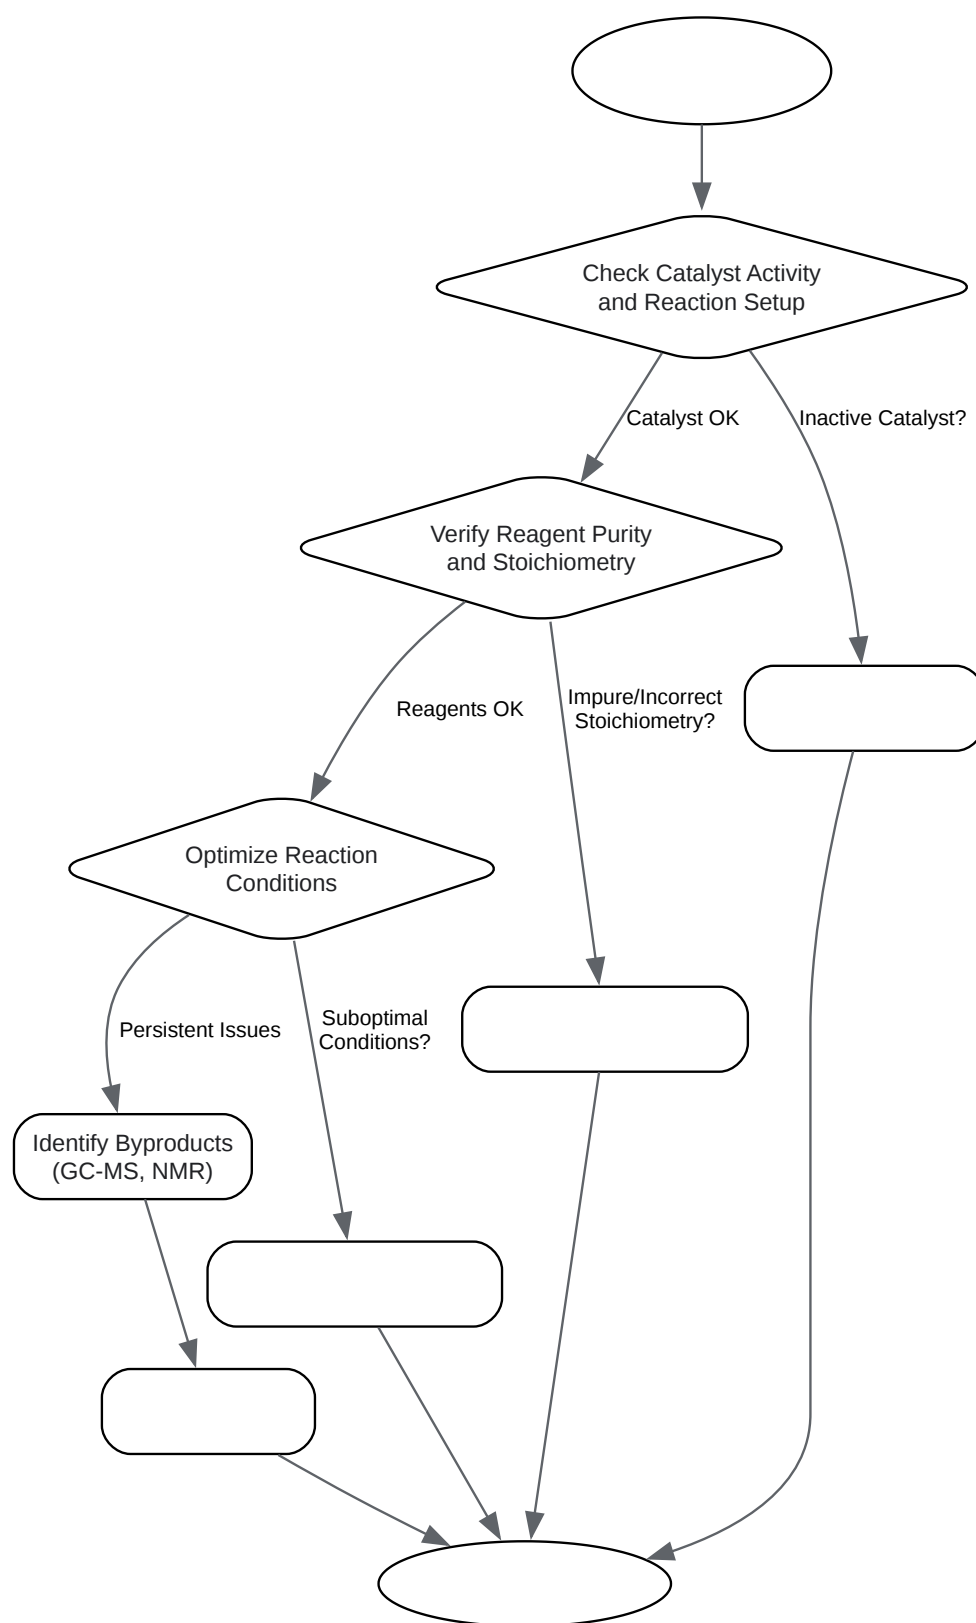 Check Catalyst Activity
and Reaction Setup
Catalyst OK
Inactive Catalyst?
Verify Reagent Purity
and Stoichiometry
Reagents OK
Impure/Incorrect
Stoichiometry?
Optimize Reaction
Conditions
Persistent Issues
Suboptimal
Conditions?
Identify Byproducts
(GC-MS, NMR)